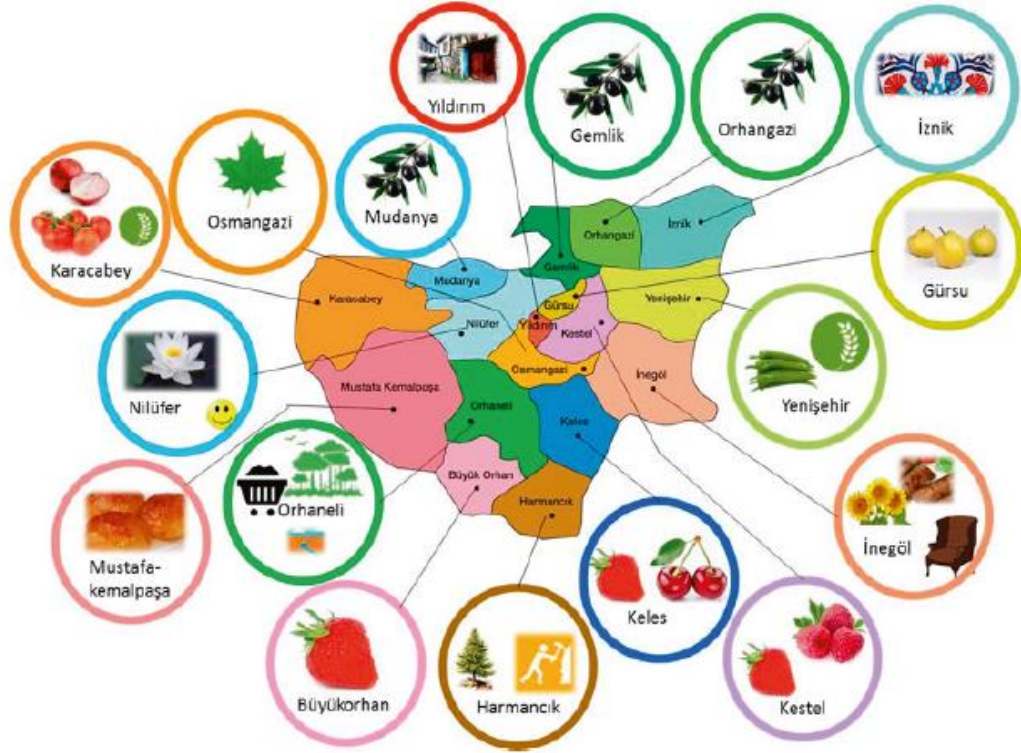 Yıldırım
Gemlik
Orhangazi
İznik
Karacabey
Osmangazi
Mudanya
Gürsu
Nilüfer
Yenişehir
Mustafa-
kemalpaşa
Orhaneli
İnegöl
Büyükorhan
Harmancık
Keles
Kestel
Orhangazi
İznik
Gemlik
Mudanya
Karacabey
Gürsu
Yenişehir
Nilüfer
Yıldırım
Kestel
Osmangazi
İnegöl
Mustafa Kemalpaşa
Orhaneli
Keles
Büyük Orhan
Harmancık